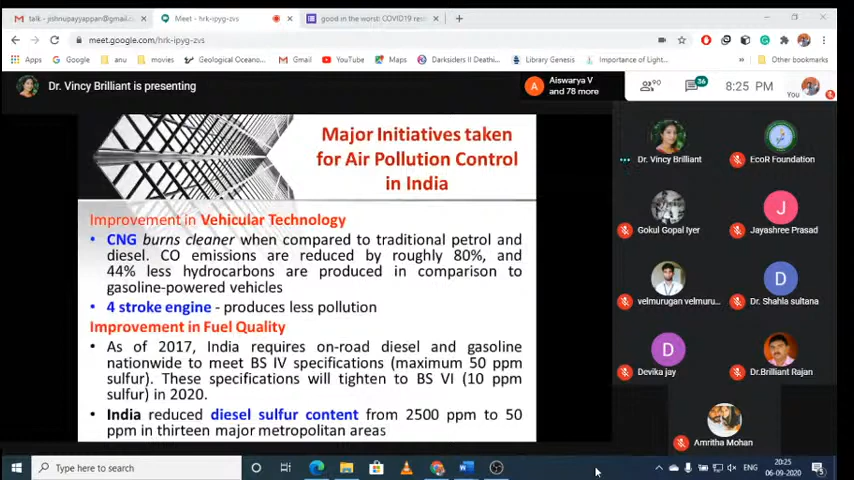 talk - jishnupayyappan@gmail.c
Meet - hrk-ipyg-zvs
good in the worst: COVID19 res
meet.google.com/hrk-ipyg-zvs
Apps
Google
anu
movies
Geological Oceano...
Gmail
YouTube
Maps
Darksiders II Deathi...
Library Genesis
Importance of Light...
Other bookmarks
Dr. Vincy Brilliant is presenting
Aiswarya V
and 78 more
90
36
8:25 PM
You
Major Initiatives taken
for Air Pollution Control
in India
Improvement in Vehicular Technology
• CNG burns cleaner when compared to traditional petrol and
diesel. CO emissions are reduced by roughly 80%, and
44% less hydrocarbons are produced in comparison to
gasoline-powered vehicles
• 4 stroke engine - produces less pollution
Improvement in Fuel Quality
• As of 2017, India requires on-road diesel and gasoline
nationwide to meet BS IV specifications (maximum 50 ppm
sulfur). These specifications will tighten to BS VI (10 ppm
sulfur) in 2020.
• India reduced diesel sulfur content from 2500 ppm to 50
ppm in thirteen major metropolitan areas
Dr. Vincy Brilliant
EcoR Foundation
Gokul Gopal Iyer
J
Jayashree Prasad
velmurugan velmuru...
D
Dr. Shahla sultana
D
Devika jay
Dr.Brilliant Rajan
Amritha Mohan
Type here to search
20:25
06-09-2020